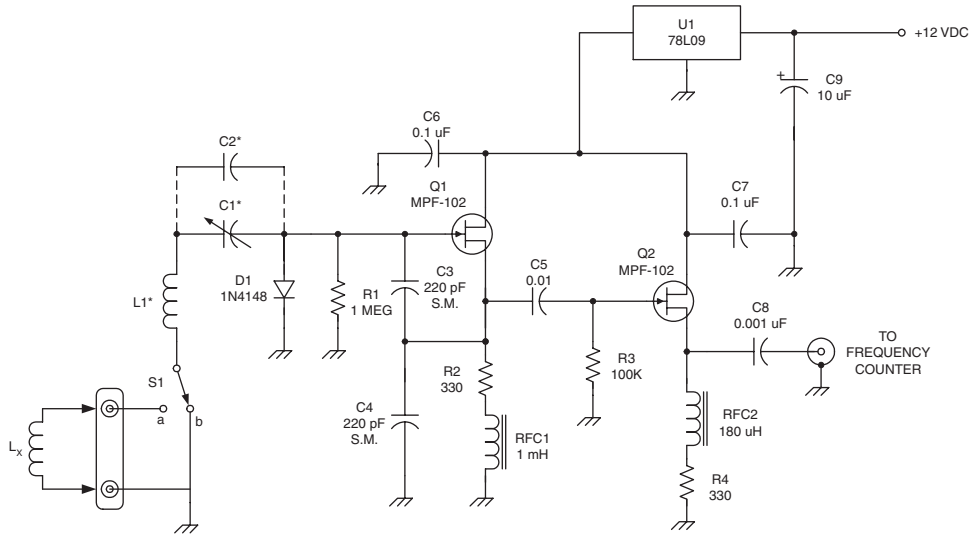 U1
78L09
+12 VDC
C9
10 uF
+
C6
0.1 uF
C2*
C1*
Q1
MPF-102
C7
0.1 uF
D1
1N4148
R1
1 MEG
C3
220 pF
S.M.
C5
0.01
Q2
MPF-102
L1*
C8
0.001 uF
TO
FREQUENCY
COUNTER
S1
a
b
R2
330
R3
100K
C4
220 pF
S.M.
RFC1
1 mH
RFC2
180 uH
LX
R4
330